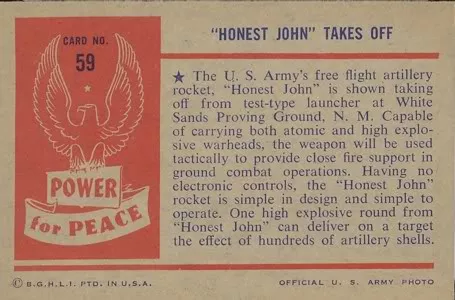 CARD NO.
59
POWER
for PEACE
"HONEST JOHN" TAKES OFF
★ The U. S. Army's free flight artillery
rocket, "Honest John" is shown taking
off from test-type launcher at White
Sands Proving Ground, N. M. Capable
of carrying both atomic and high explo-
sive warheads, the weapon will be used
tactically to provide close fire support in
ground combat operations. Having no
electronic controls, the "Honest John"
rocket is simple in design and simple to
operate. One high explosive round from
"Honest John" can deliver on a target
the effect of hundreds of artillery shells.
© B.G.H.L.I. PTD. IN U.S.A.
OFFICIAL U. S. ARMY PHOTO